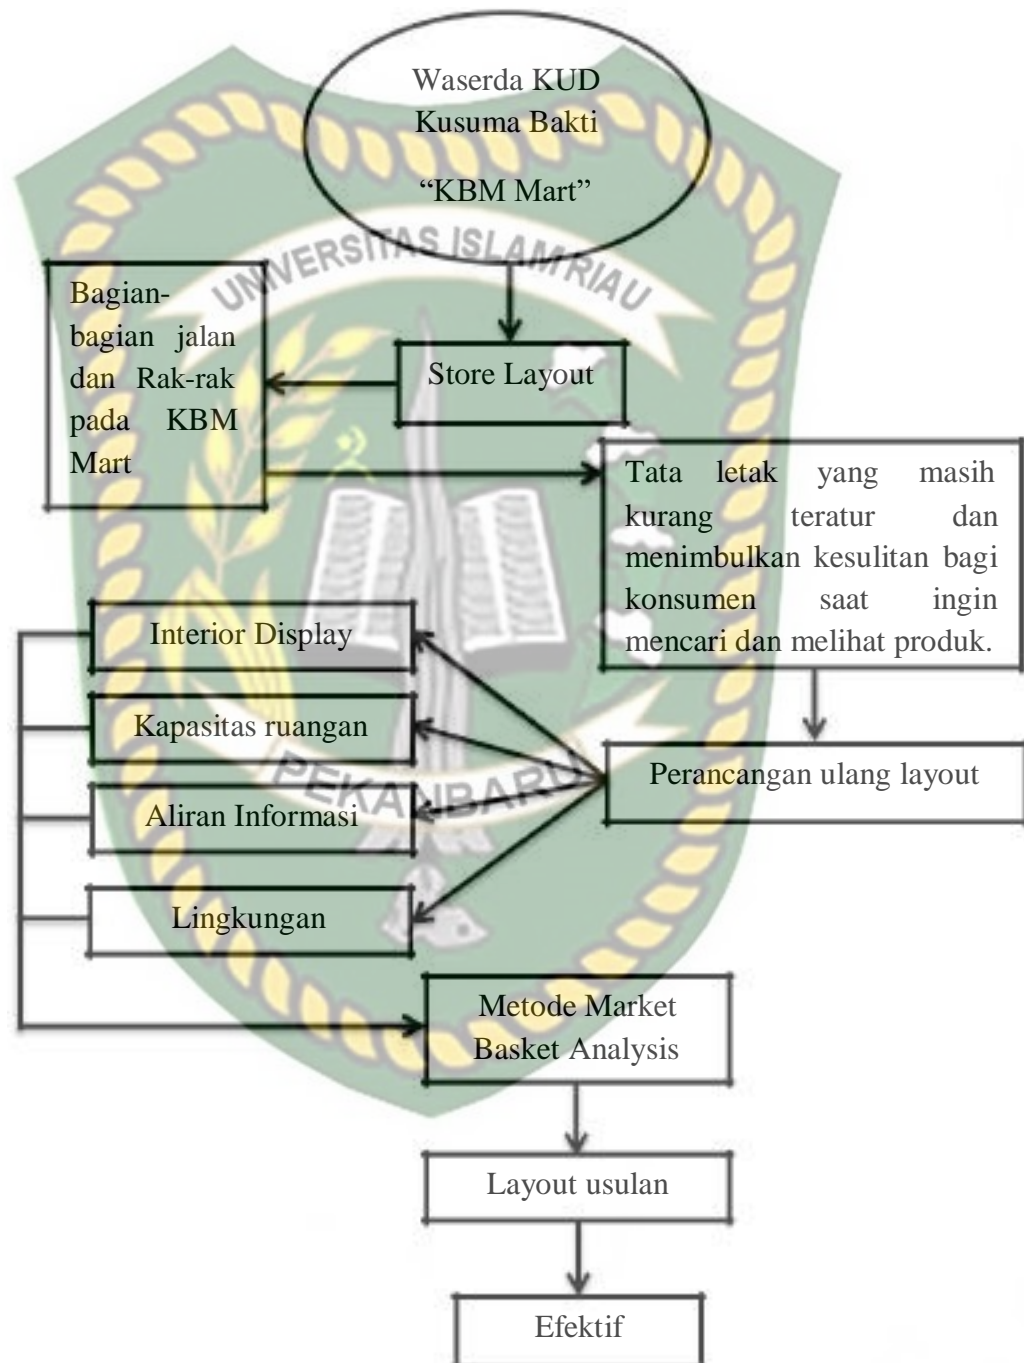 Waserda KUD
Kusuma Bakti
“KBM Mart”
UNIVERSITAS ISLAM RIAU
Bagian-
bagian jalan
dan Rak-rak
pada KBM
Mart
Store Layout
Tata letak yang masih
kurang teratur dan
menimbulkan kesulitan bagi
konsumen saat ingin
mencari dan melihat produk.
Interior Display
Kapasitas ruangan
Perancangan ulang layout
PEKANBARU
Aliran Informasi
Lingkungan
Metode Market
Basket Analysis
Layout usulan
Efektif